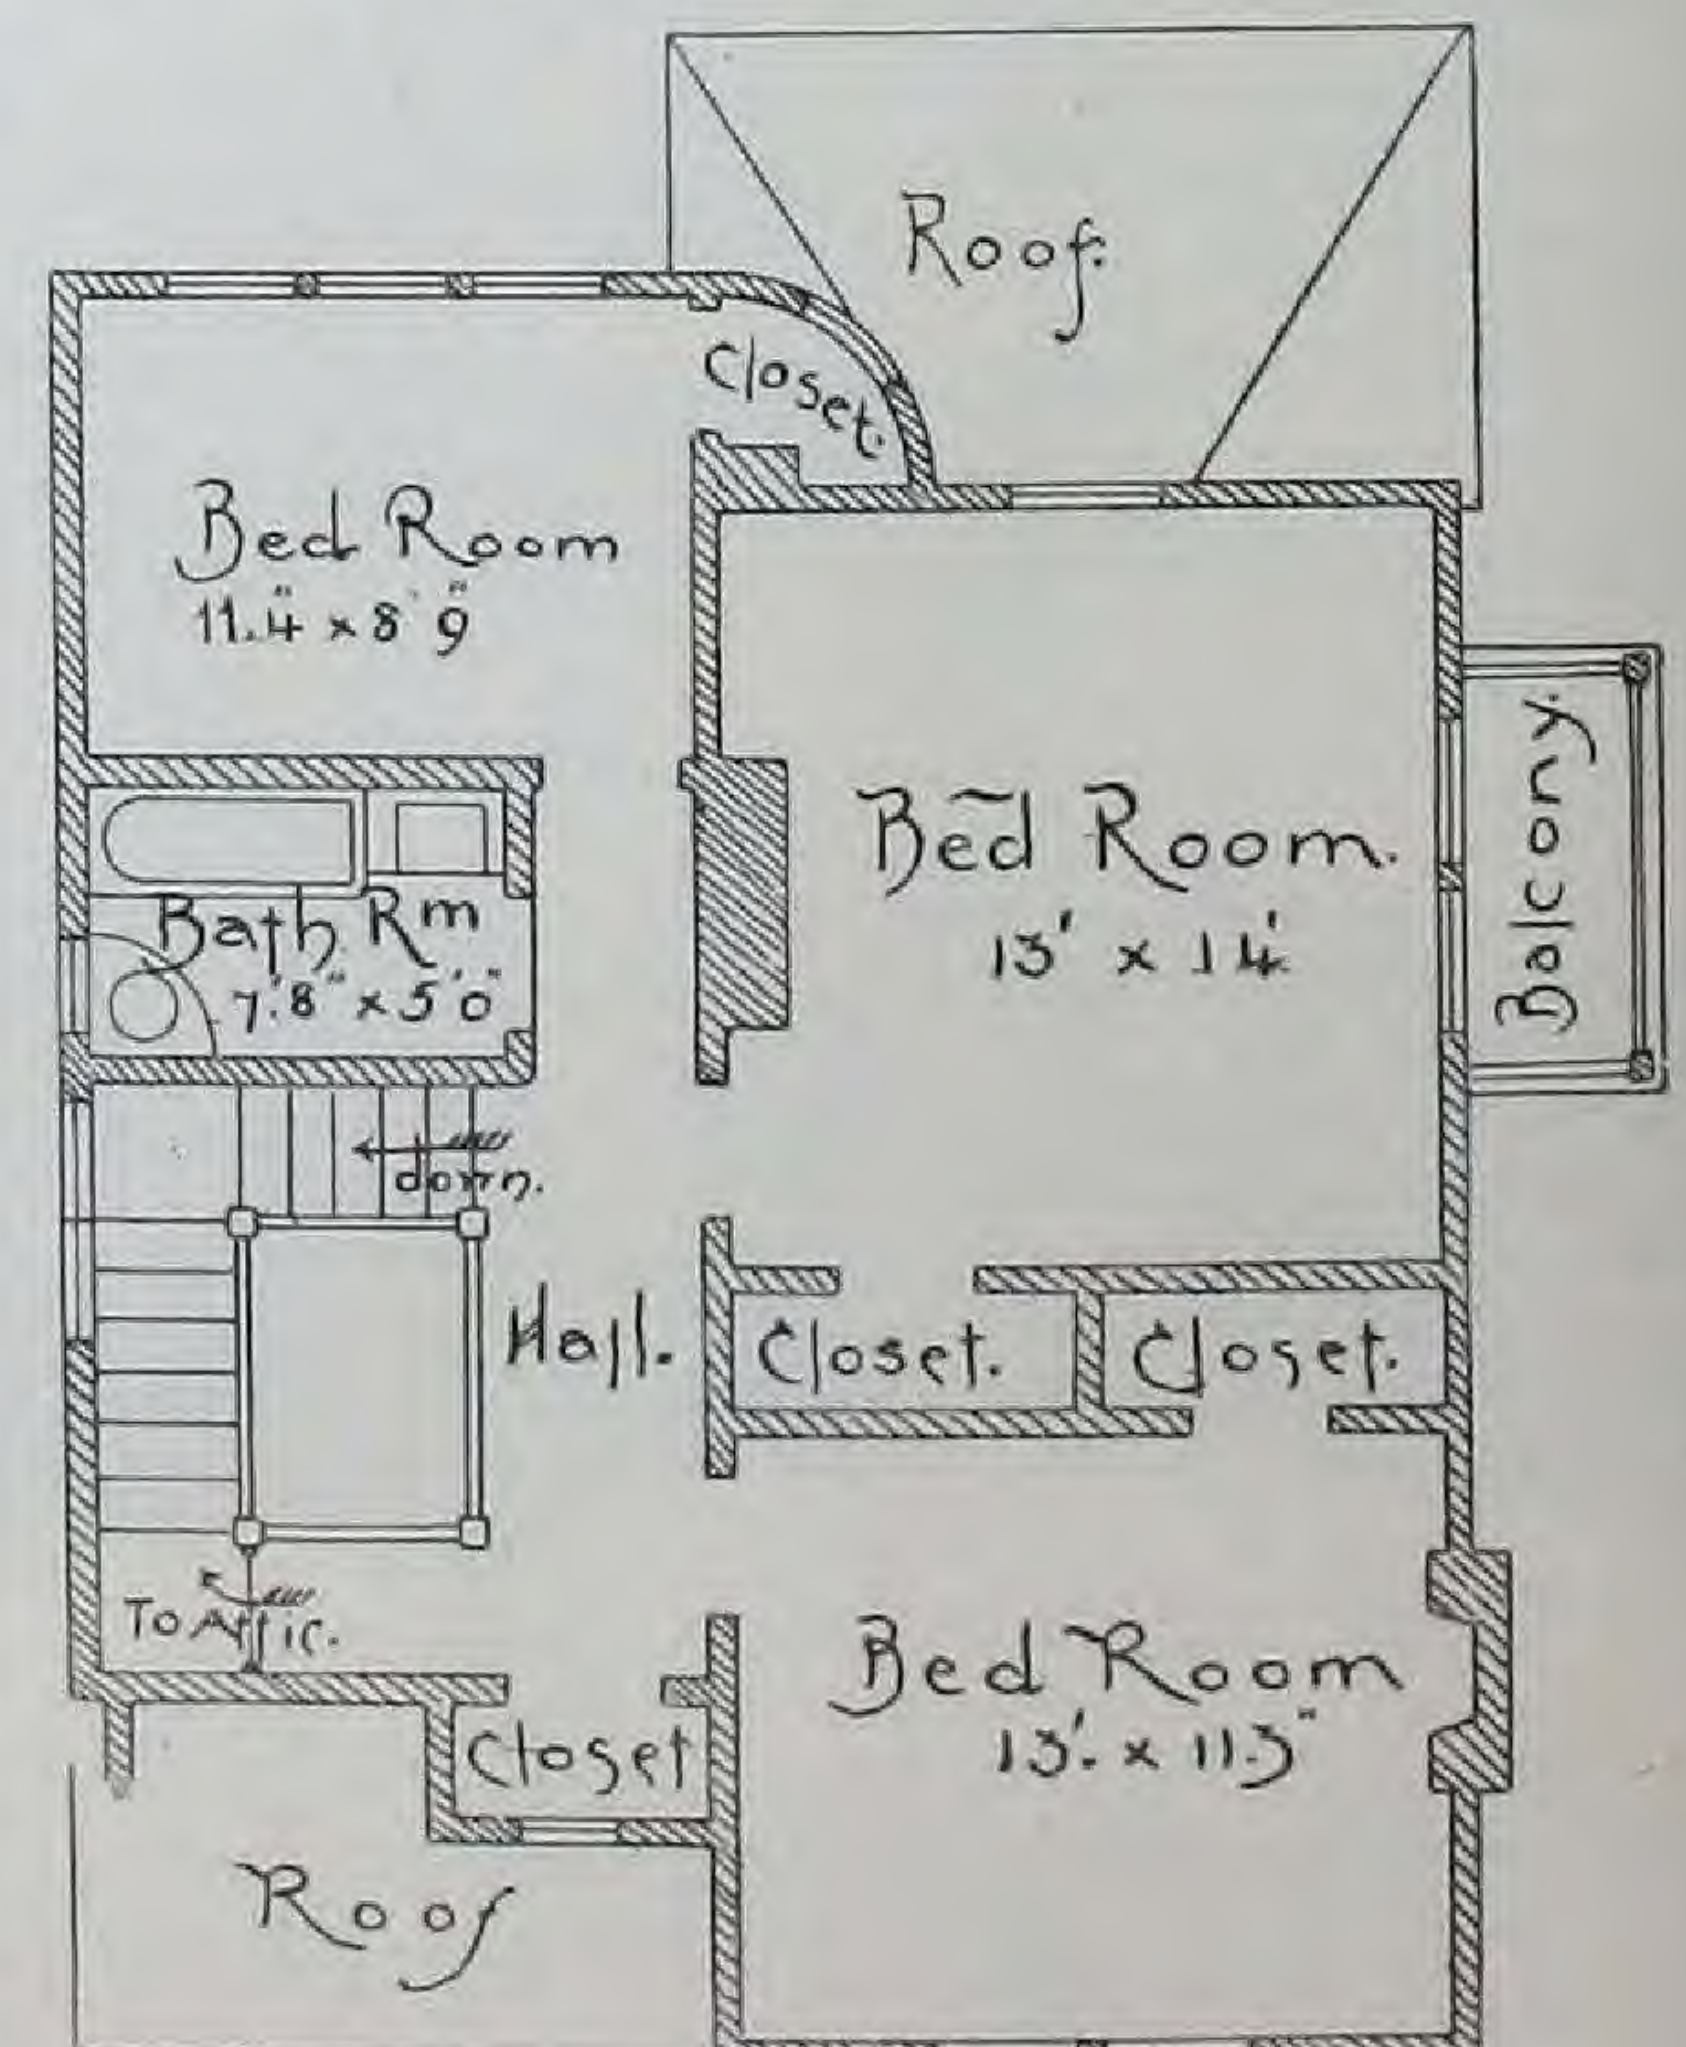 Roof.
Closet.
Bed Room
11.4" x 8' 9"
Bed Room.
13' x 14'
Balcony.
Bath Rm
7'.8" x 5'0"
down.
Hall.
Closet.
Closet.
To Attic.
Bed Room
13'. x 11.3"
Closet
Roof